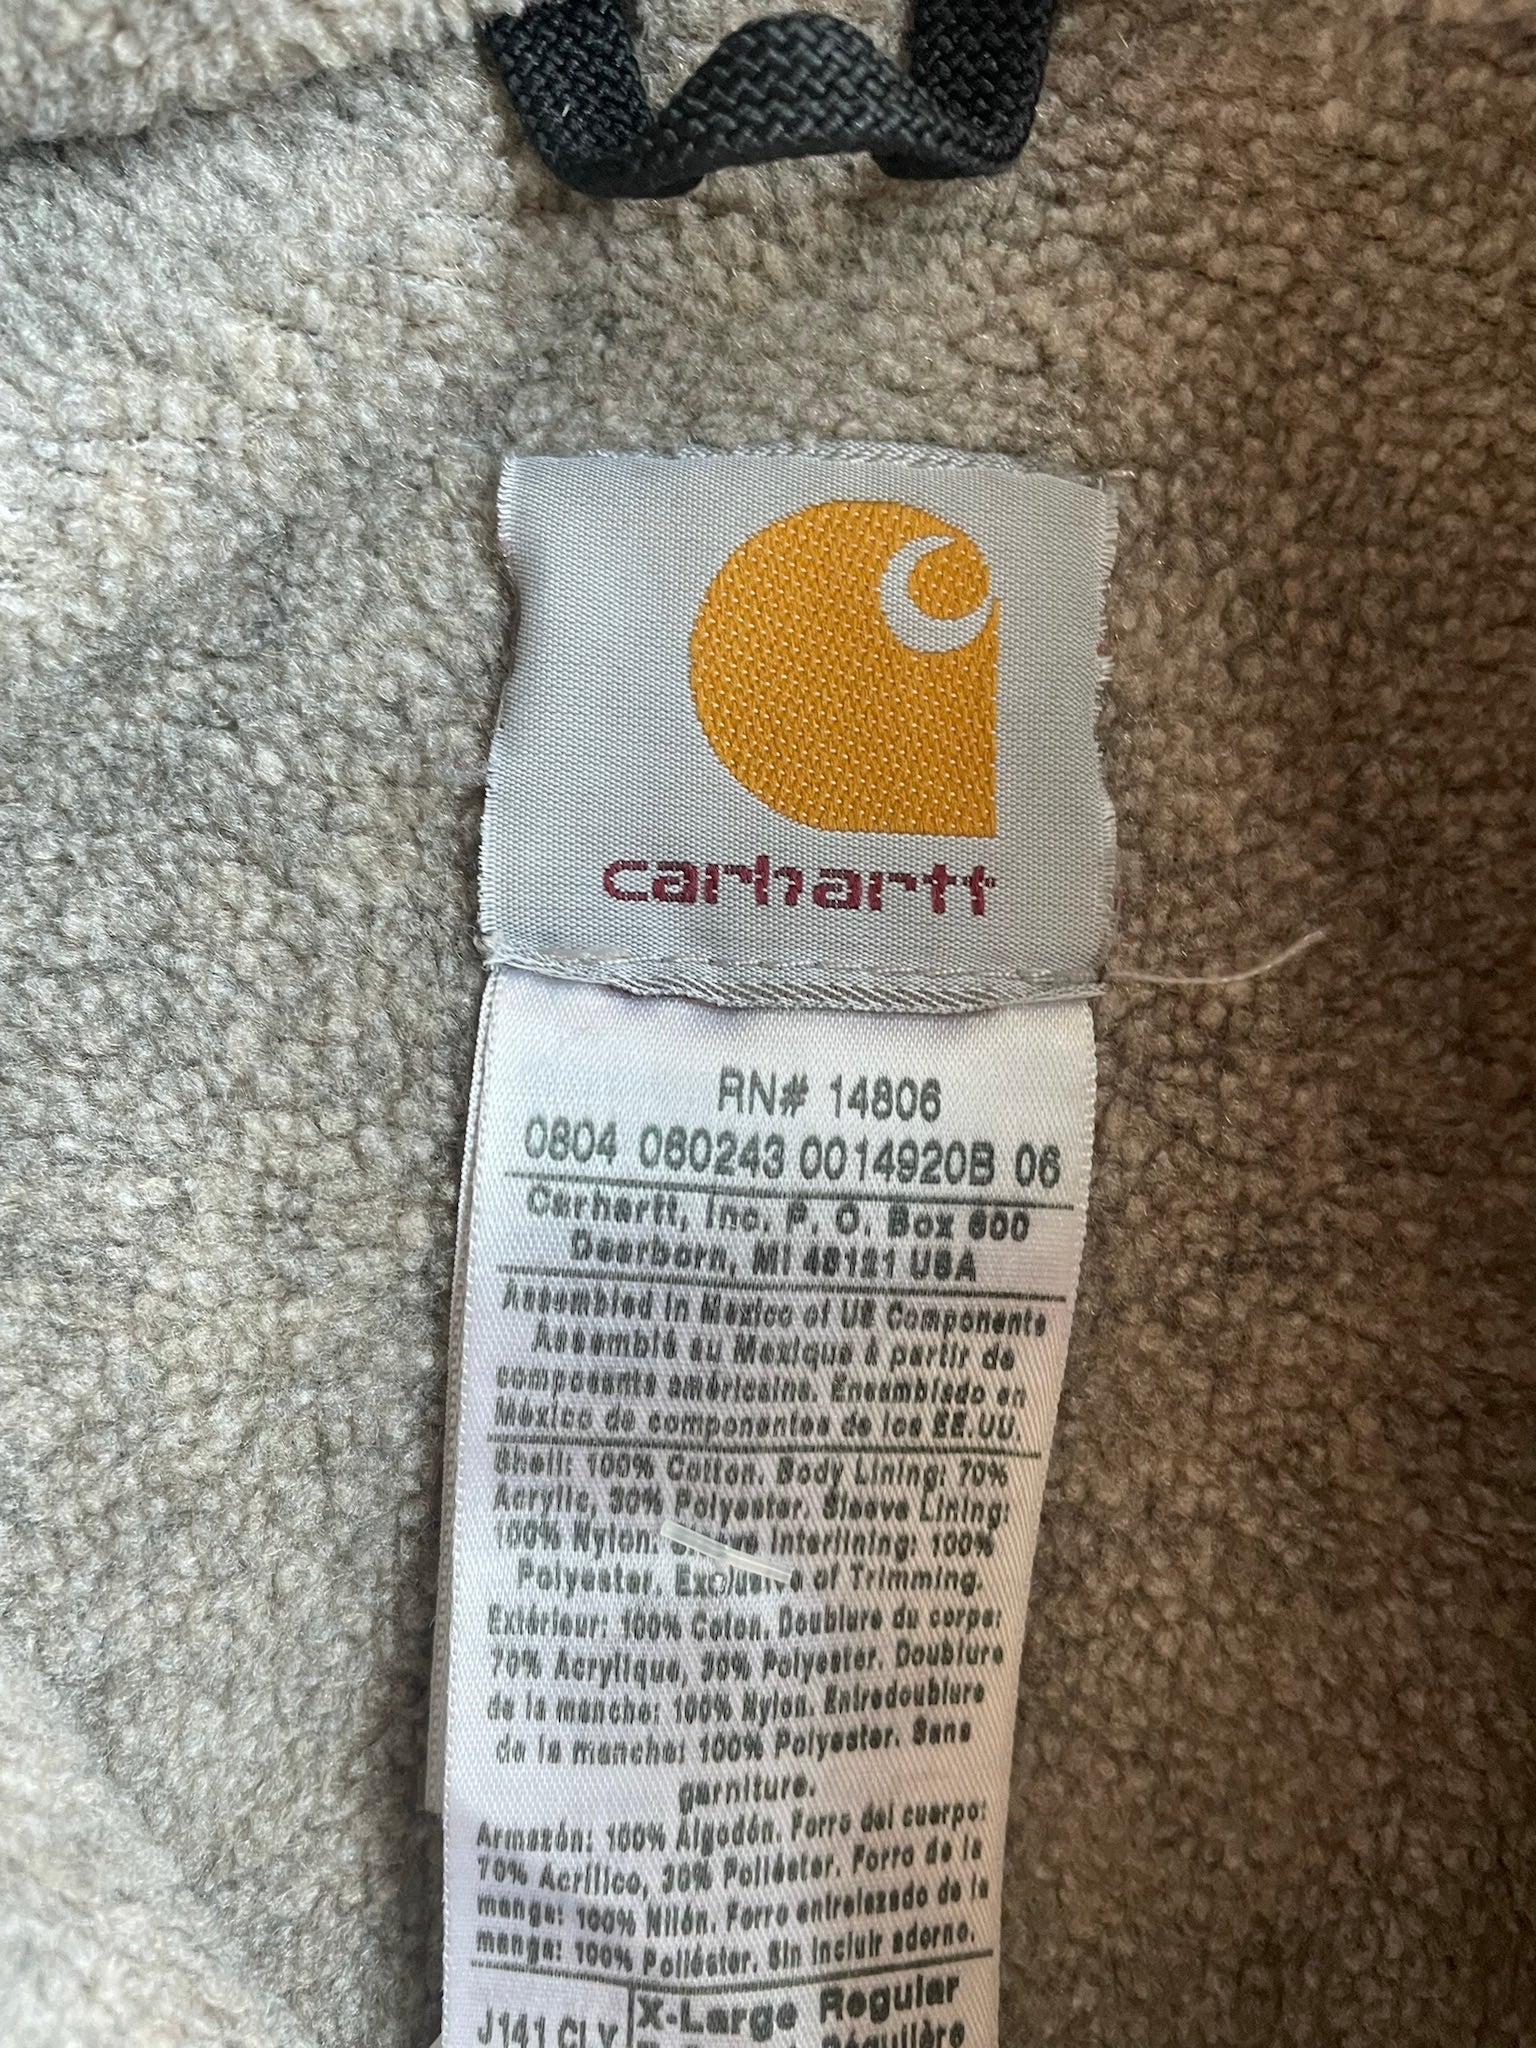 carhartt
RN# 14806
0804 080243 0014920B 06
Carhartt, Inc. P. O. Box 600
Dearborn, MI 48121 USA
Assembled in Mexico of US Components
Assemblé au Mexique à partir de
composants américains. Ensamblado en
México de componentes de los EE.UU.
Shell: 100% Cotton. Body Lining: 70%
Acrylic, 30% Polyester. Sleeve Lining:
100% Nylon. Interlining: 100%
Polyester. Exclusive of Trimming.
Extérieur: 100% Coton. Doublure du corps:
70% Acrylique, 30% Polyester. Doublure
de la manche: 100% Nylon. Entredoublure
de la manche: 100% Polyester. Sans
garniture.
Armazón: 100% Algodón. Forro del cuerpo:
70% Acrílico, 30% Poliéster. Forro de la
manga: 100% Nilón. Forro entrelazado de la
manga: 100% Poliéster. Sin incluir adorno.
J141 CLV X-Large Regular